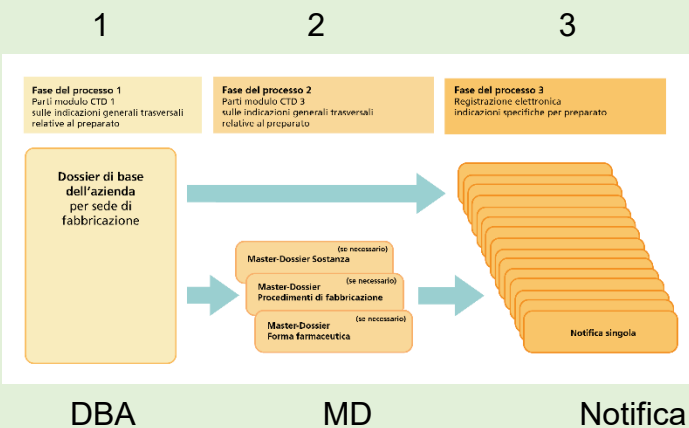 1
2
3
Fase del processo 1
Parti modulo CTD 1
sulle indicazioni generali trasversali
relative al preparato
Fase del processo 2
Parti modulo CTD 3
sulle indicazioni generali trasversali
relative al preparato
Fase del processo 3
Registrazione elettronica
indicazioni specifiche per preparato
Dossier di base
dell'azienda
per sede di
fabbricazione
(se necessario)
Master-Dossier Sostanza
(se necessario)
Master-Dossier
Procedimenti di fabbricazione
(se necessario)
Master-Dossier
Forma farmaceutica
Notifica singola
DBA
MD
Notifica